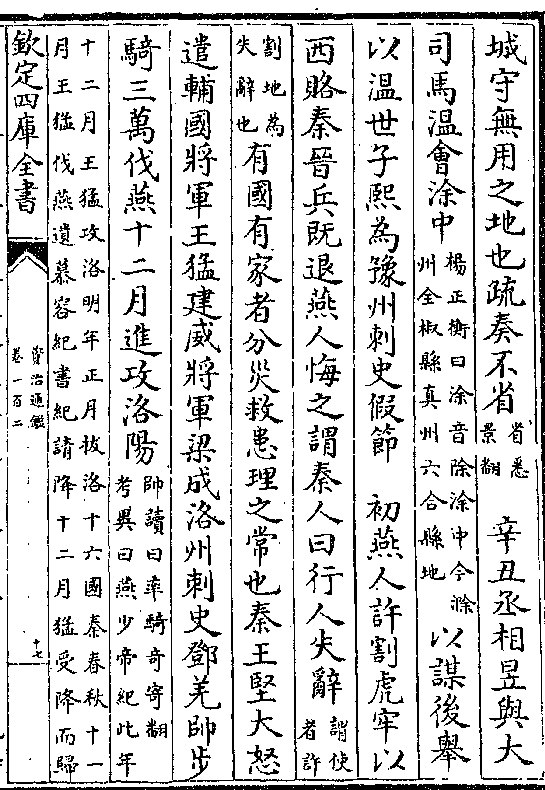 城守無用之地也疏奏不省省悉景翻 辛丑丞相昱與大
司馬温會涂中楊正衡曰涂音除涂中今滁州全椒縣真州六合縣地以謀後舉
以温世子熙為豫州刺史假節 初燕人許割虎牢以
西賂秦晉兵既退燕人悔之謂秦人曰行人失辭謂使者許
割地為失辭也有國有家者分災救患理之常也秦王堅大怒
遣輔國將軍王猛建威將軍梁成洛州刺史鄧羌帥步
騎三萬伐燕十二月進攻洛陽帥讀曰率騎奇寄翻考異曰燕少帝紀此年
十二月王猛攻洛明年正月拔洛十六國秦春秋十一
月王猛伐燕遺慕容紀書紀請降十二月猛受降而歸
欽定四庫全書
資治通鑑
卷一百二
十七